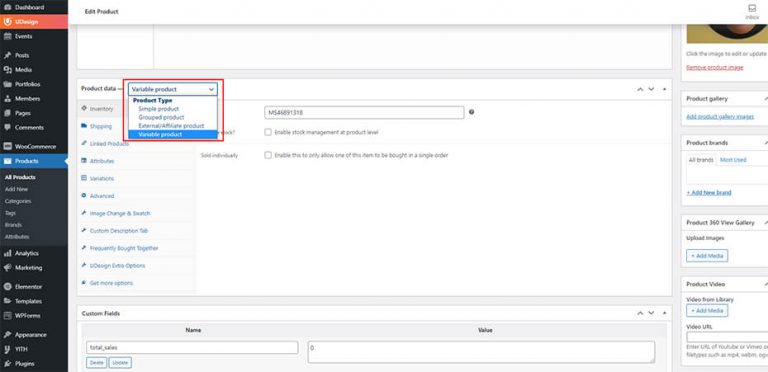 Dashboard
UDesign
Events
Posts
Media
Portfolios
Members
Pages
Comments
WooCommerce
Products
All Products
Add New
Categories
Tags
Brands
Attributes
Analytics
Marketing
Elementor
Templates
WPForms
Appearance
YITH
Plugins
Edit Product
Inbox
Product data —
Variable product
Product Type
Simple product
Grouped product
External/Affiliate product
Variable product
Inventory
Shipping
Linked Products
Attributes
Variations
Advanced
Image Change & Swatch
Custom Description Tab
Frequently Bought Together
UDesign Extra Options
Get more options
MS46891318
stock?
Enable stock management at product level
Sold individually
Enable this to only allow one of this item to be bought in a single order
Custom Fields
Name
Value
total_sales
0
Delete
Update
Click the image to edit or update
Remove product image
Product gallery
Add product gallery images
Product brands
All brands
Most Used
+ Add New brand
Product 360 View Gallery
Upload Images
+ Add Media
Product Video
Video from Library
+ Add Media
Video URL
Enter URL of Youtube or Vimeo or
filetypes such as mp4, webm,